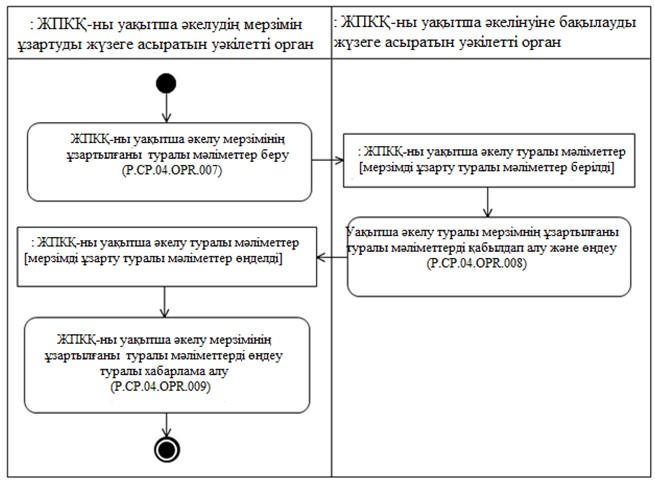 : ЖПКҚ-ны уақытша әкелудің мерзімін
ұзартуды жүзеге асыратын уәкілетті орган
: ЖПКҚ-ны уақытша әкелінуіне бақылауды
жүзеге асыратын уәкілетті орган
ЖПКҚ-ны уақытша әкелу мерзімінің
ұзартылғаны туралы мәліметтер беру
(P.CP.04.OPR.007)
: ЖПКҚ-ны уақытша әкелу туралы мәліметтер
[мерзімді ұзарту туралы мәліметтер берілді]
Уақытша әкелу туралы мерзімнің ұзартылғаны
туралы мәліметтерді қабылдап алу және өңдеу
(P.CP.04.OPR.008)
: ЖПКҚ-ны уақытша әкелу туралы мәліметтер
[мерзімді ұзарту туралы мәліметтер өңделді]
ЖПКҚ-ны уақытша әкелу мерзімінің
ұзартылғаны туралы мәліметтерді өңдеу
туралы хабарлама алу
(P.CP.04.OPR.009)